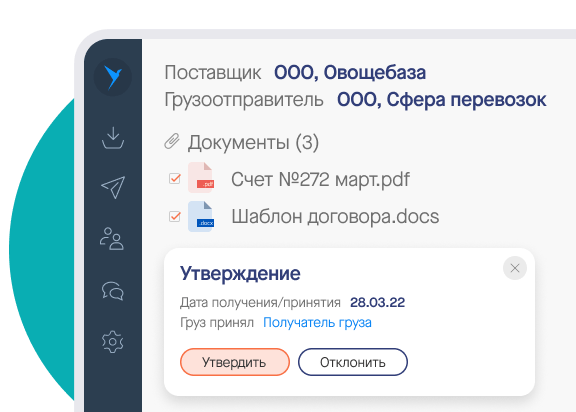 Поставщик ООО, Овощебаза
Грузоотправитель ООО, Сфера перевозок
Документы (3)
.pdf Счет №272 март.pdf
.docx Шаблон договора.docs
Утверждение
Дата получения/принятия 28.03.22
Груз принял Получатель груза
Утвердить Отклонить